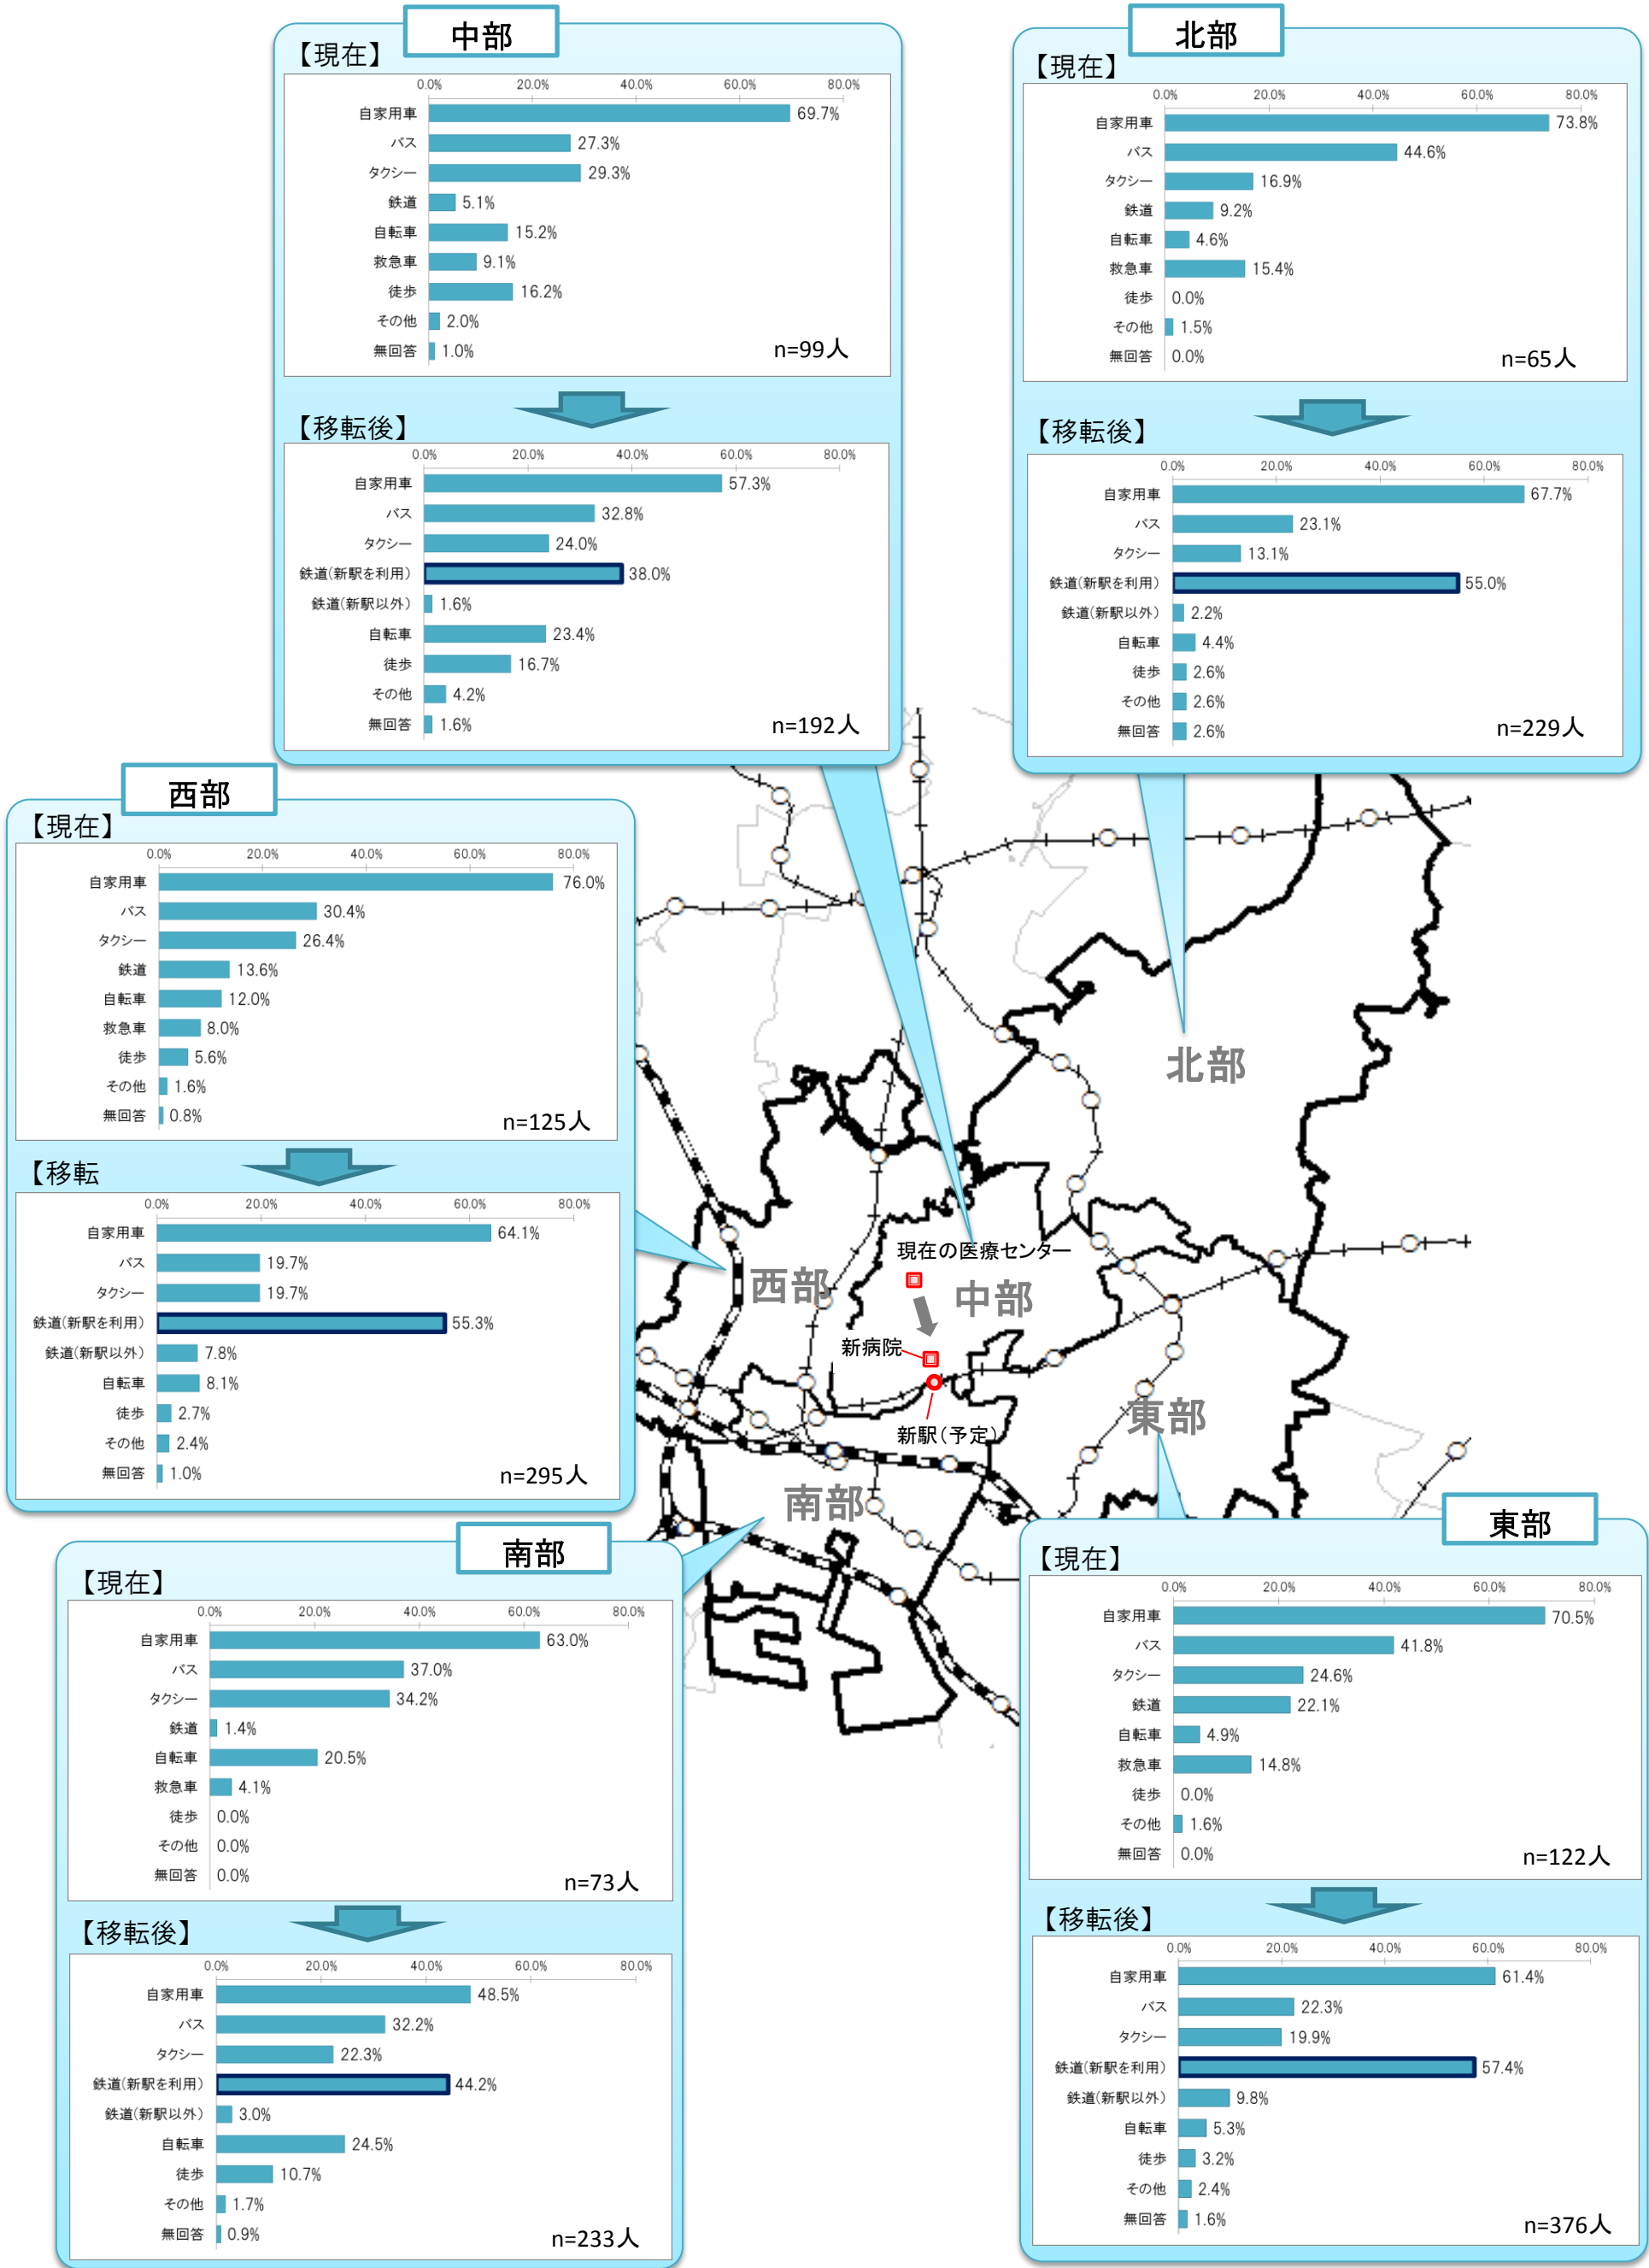 中部
【現在】
0.0% 20.0% 40.0% 60.0% 80.0%
自家用車 69.7%
バス 27.3%
タクシー 29.3%
鉄道 5.1%
自転車 15.2%
救急車 9.1%
徒歩 16.2%
その他 2.0%
無回答 1.0%
n=99人
【移転後】
0.0% 20.0% 40.0% 60.0% 80.0%
自家用車 57.3%
バス 32.8%
タクシー 24.0%
鉄道(新駅を利用) 38.0%
鉄道(新駅以外) 1.6%
自転車 23.4%
徒歩 16.7%
その他 4.2%
無回答 1.6%
n=192人
北部
【現在】
0.0% 20.0% 40.0% 60.0% 80.0%
自家用車 73.8%
バス 44.6%
タクシー 16.9%
鉄道 9.2%
自転車 4.6%
救急車 15.4%
徒歩 0.0%
その他 1.5%
無回答 0.0%
n=65人
【移転後】
0.0% 20.0% 40.0% 60.0% 80.0%
自家用車 67.7%
バス 23.1%
タクシー 13.1%
鉄道(新駅を利用) 55.0%
鉄道(新駅以外) 2.2%
自転車 4.4%
徒歩 2.6%
その他 2.6%
無回答 2.6%
n=229人
西部
【現在】
0.0% 20.0% 40.0% 60.0% 80.0%
自家用車 76.0%
バス 30.4%
タクシー 26.4%
鉄道 13.6%
自転車 12.0%
救急車 8.0%
徒歩 5.6%
その他 1.6%
無回答 0.8%
n=125人
【移転
0.0% 20.0% 40.0% 60.0% 80.0%
自家用車 64.1%
バス 19.7%
タクシー 19.7%
鉄道(新駅を利用) 55.3%
鉄道(新駅以外) 7.8%
自転車 8.1%
徒歩 2.7%
その他 2.4%
無回答 1.0%
n=295人
北部
現在の医療センター
西部
中部
新病院
新駅(予定)
東部
南部
南部
【現在】
0.0% 20.0% 40.0% 60.0% 80.0%
自家用車 63.0%
バス 37.0%
タクシー 34.2%
鉄道 1.4%
自転車 20.5%
救急車 4.1%
徒歩 0.0%
その他 0.0%
無回答 0.0%
n=73人
【移転後】
0.0% 20.0% 40.0% 60.0% 80.0%
自家用車 48.5%
バス 32.2%
タクシー 22.3%
鉄道(新駅を利用) 44.2%
鉄道(新駅以外) 3.0%
自転車 24.5%
徒歩 10.7%
その他 1.7%
無回答 0.9%
n=233人
東部
【現在】
0.0% 20.0% 40.0% 60.0% 80.0%
自家用車 70.5%
バス 41.8%
タクシー 24.6%
鉄道 22.1%
自転車 4.9%
救急車 14.8%
徒歩 0.0%
その他 1.6%
無回答 0.0%
n=122人
【移転後】
0.0% 20.0% 40.0% 60.0% 80.0%
自家用車 61.4%
バス 22.3%
タクシー 19.9%
鉄道(新駅を利用) 57.4%
鉄道(新駅以外) 9.8%
自転車 5.3%
徒歩 3.2%
その他 2.4%
無回答 1.6%
n=376人